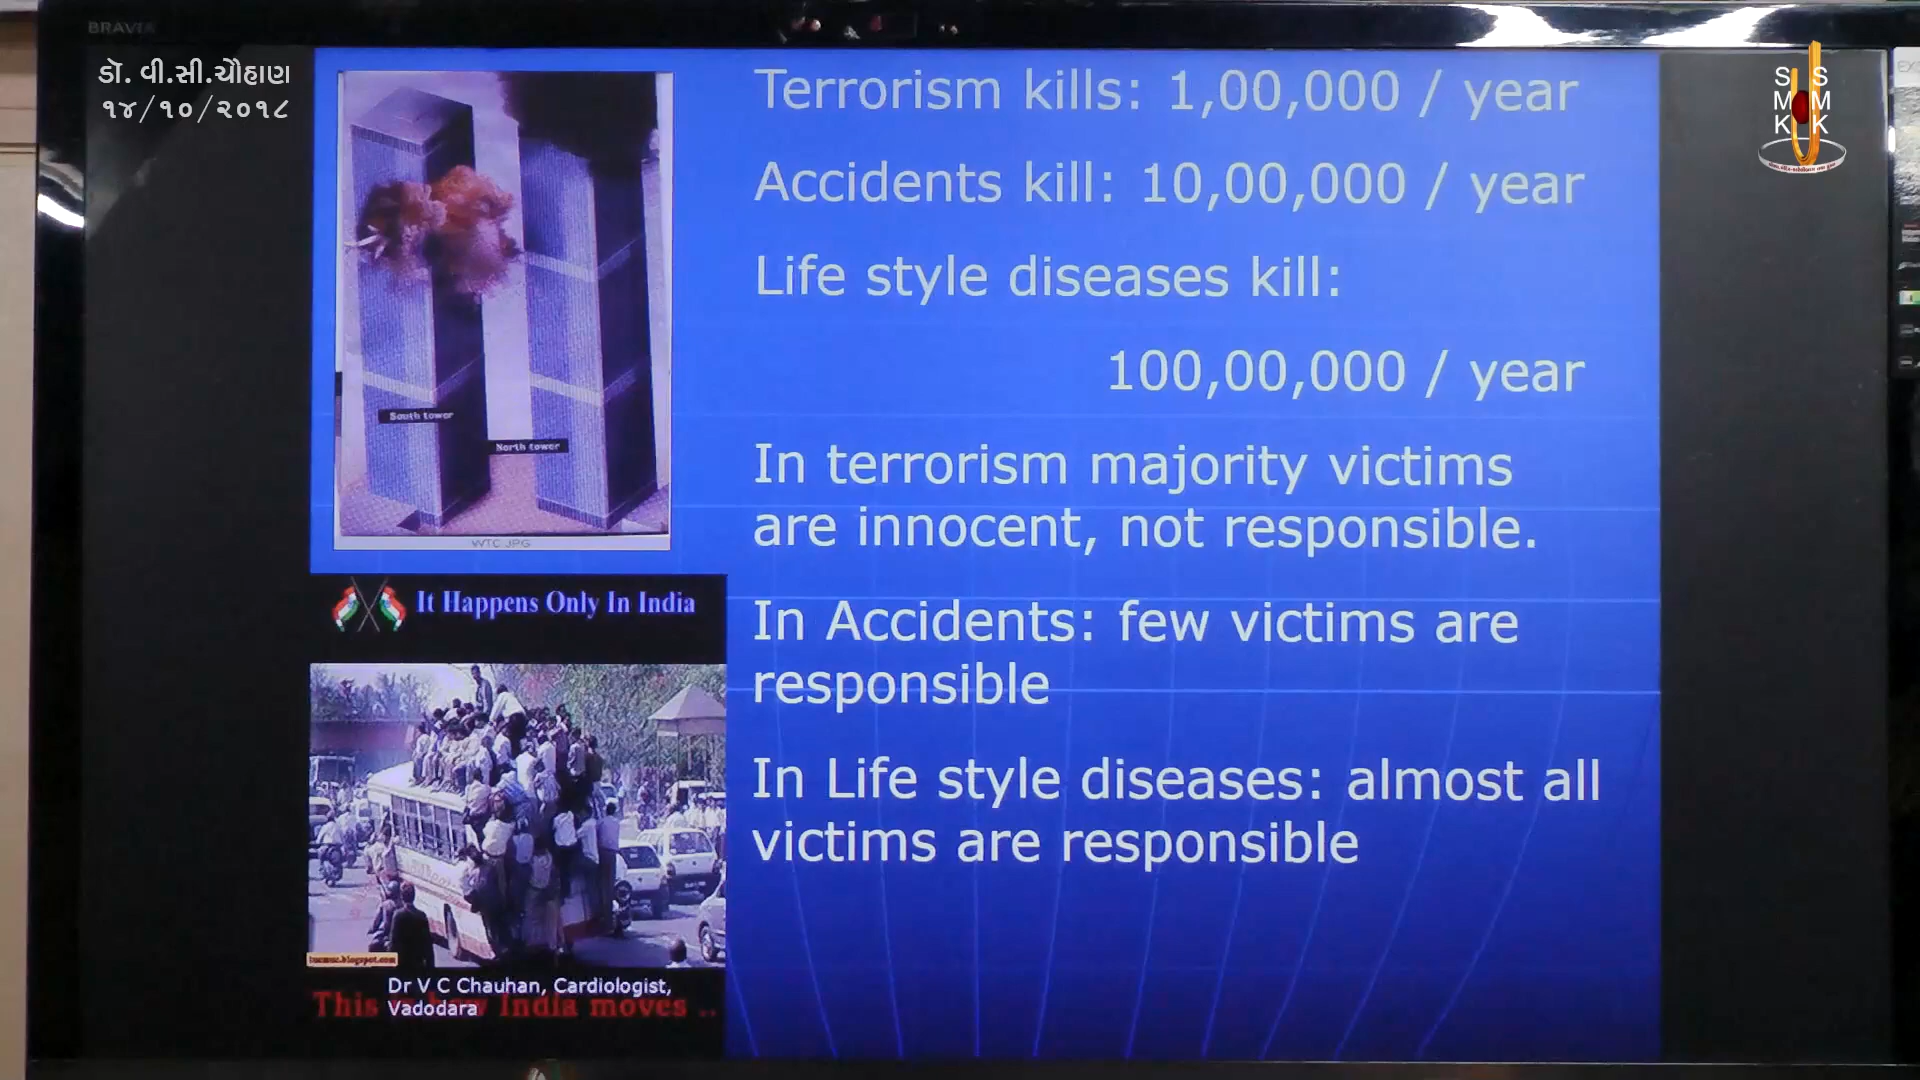 BRAVIA
ડૉ. વી.સી.ચૌહાણ
૧૪/૧૦/૨૦૧૮
S S
M M
K K
Terrorism kills: 1,00,000 / year
Accidents kill: 10,00,000 / year
Life style diseases kill:
100,00,000 / year
In terrorism majority victims
are innocent, not responsible.
In Accidents: few victims are
responsible
In Life style diseases: almost all
victims are responsible
South tower
North tower
WTC JPG
It Happens Only In India
Dr V C Chauhan, Cardiologist,
Vadodara
This India moves ..